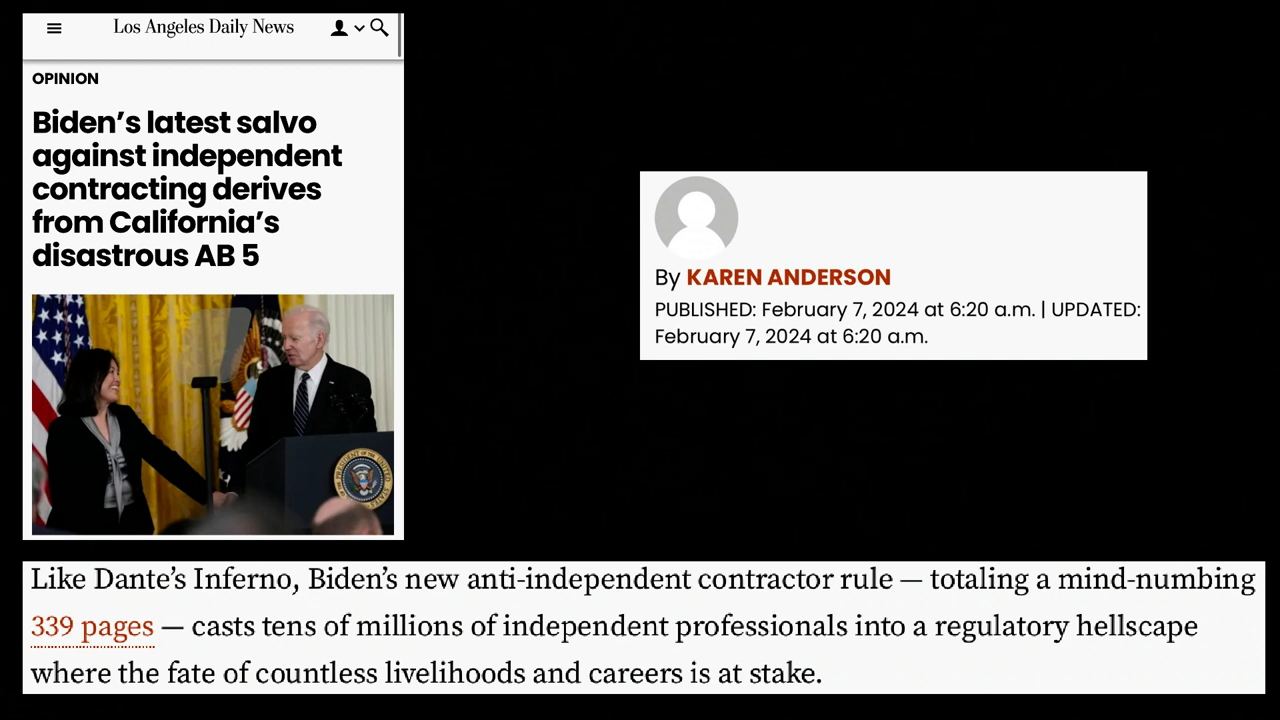 Los Angeles Daily News
OPINION
Biden’s latest salvo
against independent
contracting derives
from California’s
disastrous AB 5
By KAREN ANDERSON
PUBLISHED: February 7, 2024 at 6:20 a.m. | UPDATED:
February 7, 2024 at 6:20 a.m.
Like Dante’s Inferno, Biden’s new anti-independent contractor rule — totaling a mind-numbing
339 pages — casts tens of millions of independent professionals into a regulatory hellscape
where the fate of countless livelihoods and careers is at stake.